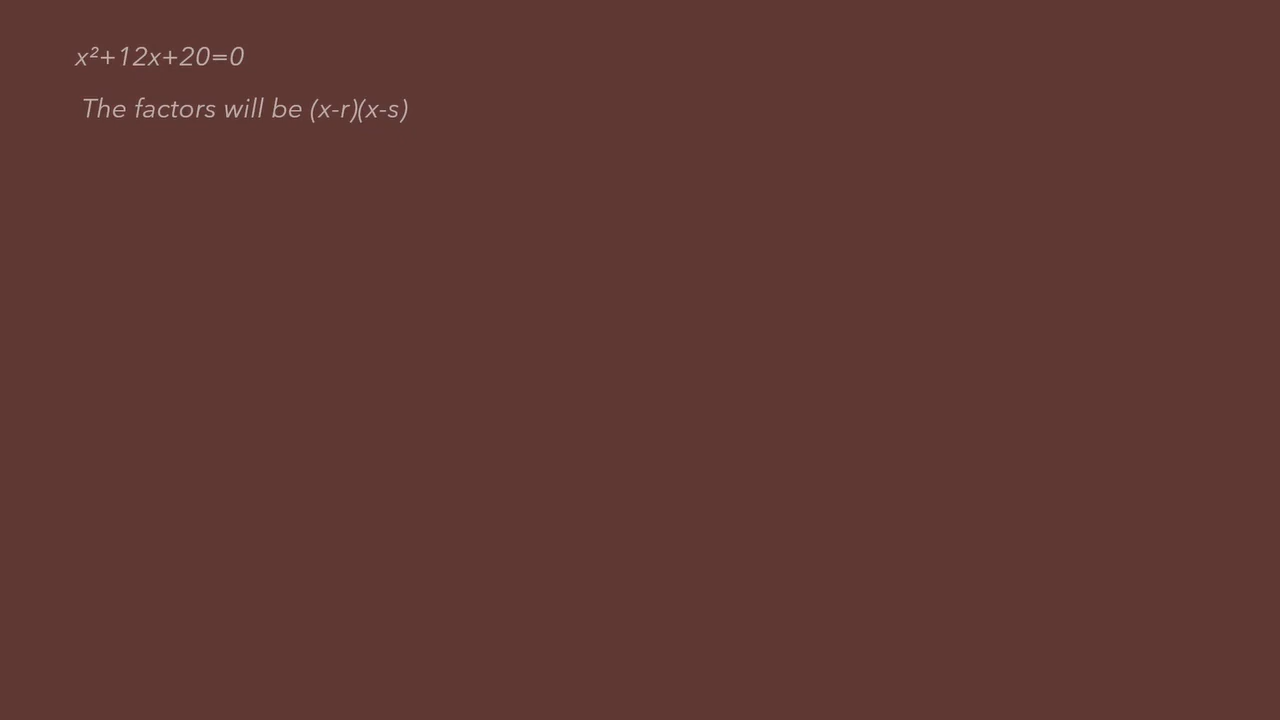 x²+12x+20=0
The factors will be (x-r)(x-s)